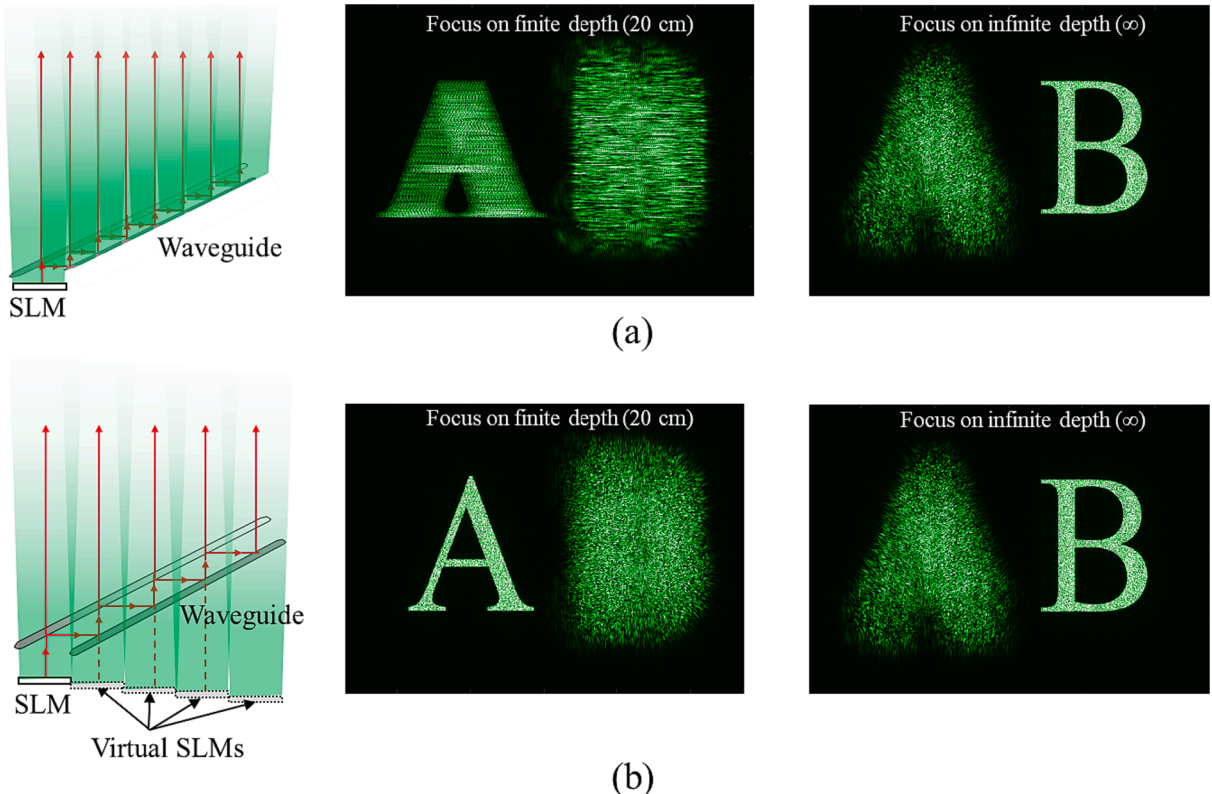 Focus on finite depth (20 cm)
Focus on infinite depth (∞)
Waveguide
SLM
A
B
(a)
Focus on finite depth (20 cm)
Focus on infinite depth (∞)
A
B
Waveguide
SLM
Virtual SLMs
(b)